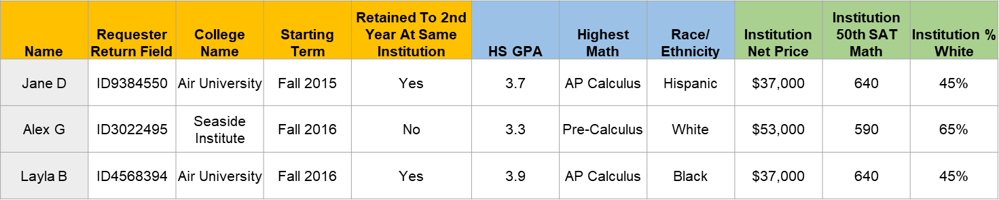 Name
Requester Return Field
College Name
Starting Term
Retained To 2nd Year At Same Institution
HS GPA
Highest Math
Race/ Ethnicity
Institution Net Price
Institution 50th SAT Math
Institution % White
Jane D ID9384550 Air University Fall 2015 Yes 3.7 AP Calculus Hispanic $37,000 640 45%
Alex G ID3022495 Seaside Institute Fall 2016 No 3.3 Pre-Calculus White $53,000 590 65%
Layla B ID4568394 Air University Fall 2016 Yes 3.9 AP Calculus Black $37,000 640 45%